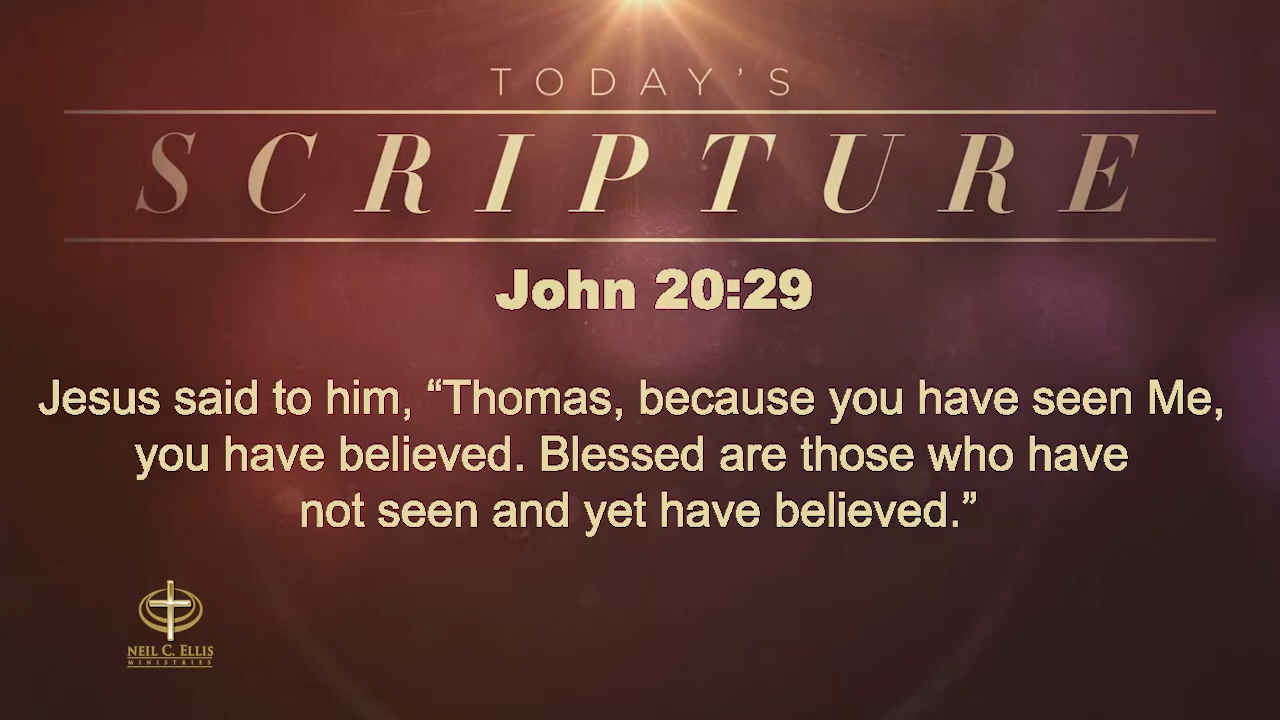 TODAY'S
SCRIPTURE
John 20:29
Jesus said to him, “Thomas, because you have seen Me,
you have believed. Blessed are those who have
not seen and yet have believed.”
NEIL C. ELLIS
MINISTRIES